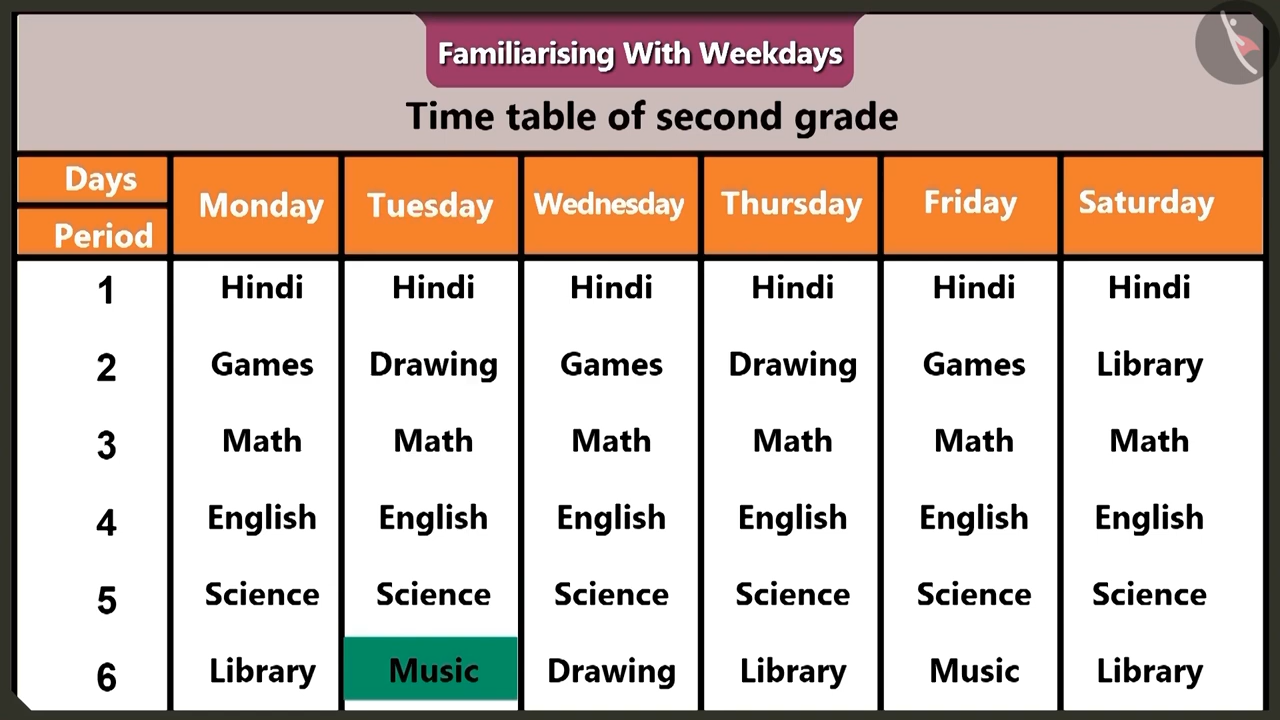 Familiarising With Weekdays
Time table of second grade
Days
Period
Monday Tuesday Wednesday Thursday Friday Saturday
1 Hindi Hindi Hindi Hindi Hindi Hindi
2 Games Drawing Games Drawing Games Library
3 Math Math Math Math Math Math
4 English English English English English English
5 Science Science Science Science Science Science
6 Library Music Drawing Library Music Library